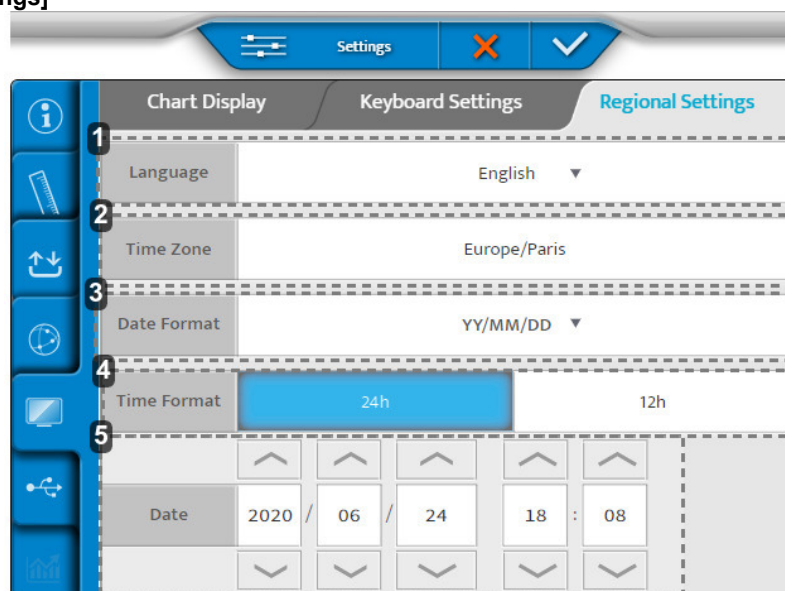 ngs]
Settings
Chart Display Keyboard Settings Regional Settings
1
Language English ▼
2
Time Zone Europe/Paris
3
Date Format YY/MM/DD ▼
4
Time Format 24h 12h
5
Date 2020 / 06 / 24 18 : 08